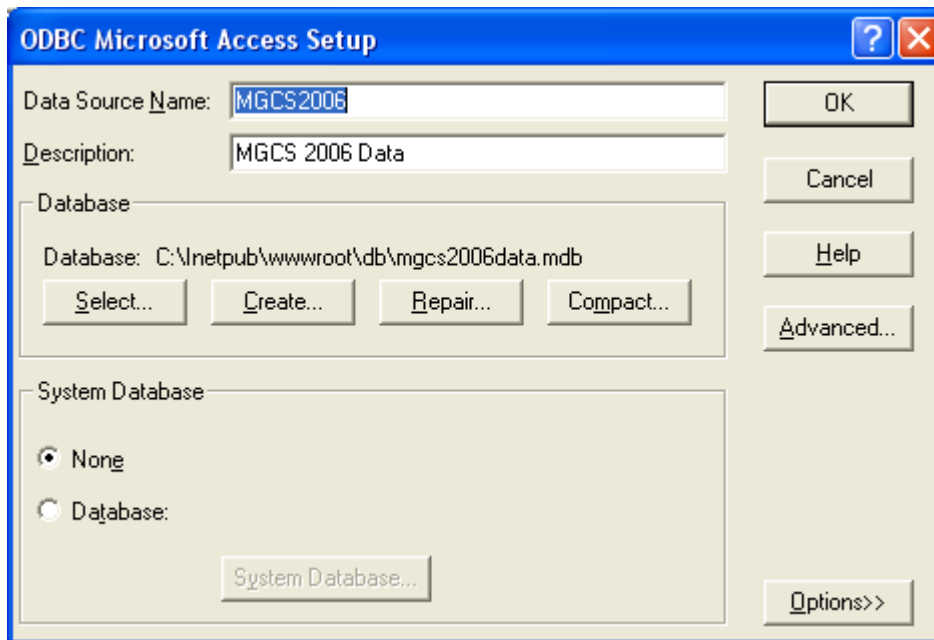 ODBC Microsoft Access Setup
Data Source Name: MGCS2006
OK
Description: MGCS 2006 Data
Cancel
Database
Database: C:\Inetpub\wwwroot\db\mgcs2006data.mdb
Help
Select... Create... Repair... Compact...
Advanced...
System Database
None
Database:
System Database...
Options>>